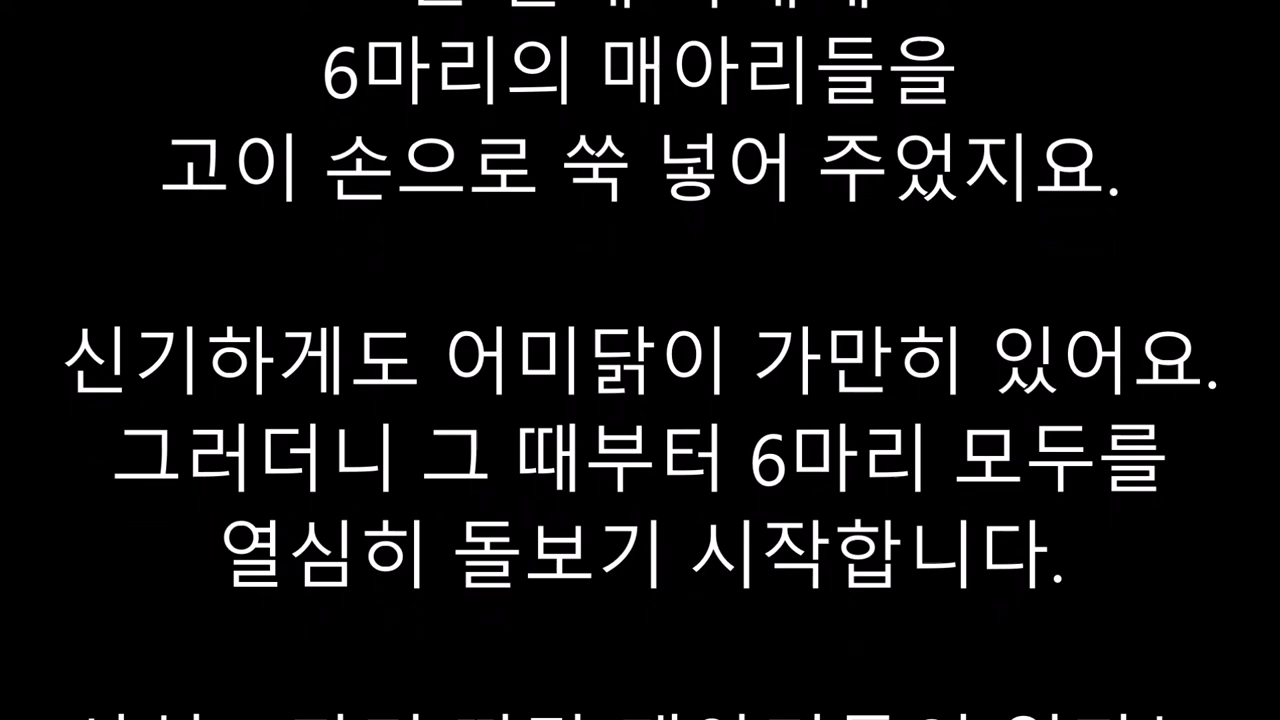 6마리의 매아리들을
고이 손으로 쑥 넣어 주었지요.
신기하게도 어미닭이 가만히 있어요.
그러더니 그 때부터 6마리 모두를
열심히 돌보기 시작합니다.